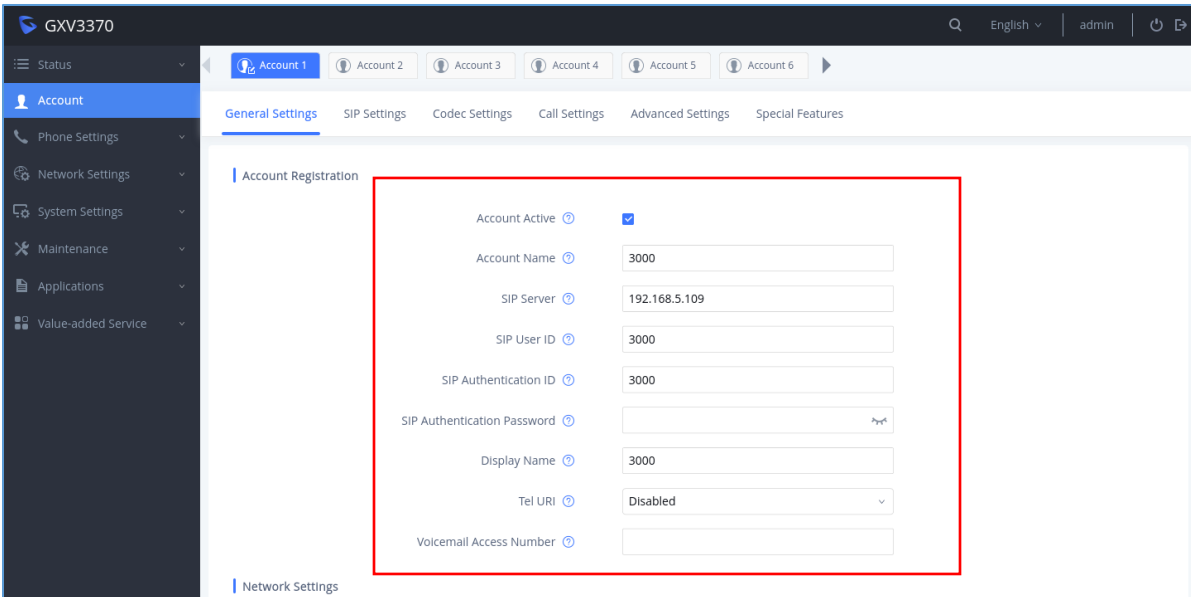 GXV3370
English
admin
Status
Account 1
Account 2
Account 3
Account 4
Account 5
Account 6
Account
General Settings
SIP Settings
Codec Settings
Call Settings
Advanced Settings
Special Features
Phone Settings
Network Settings
System Settings
Maintenance
Applications
Value-added Service
Account Registration
Account Active
Account Name
3000
SIP Server
192.168.5.109
SIP User ID
3000
SIP Authentication ID
3000
SIP Authentication Password
Display Name
3000
Tel URI
Disabled
Voicemail Access Number
Network Settings